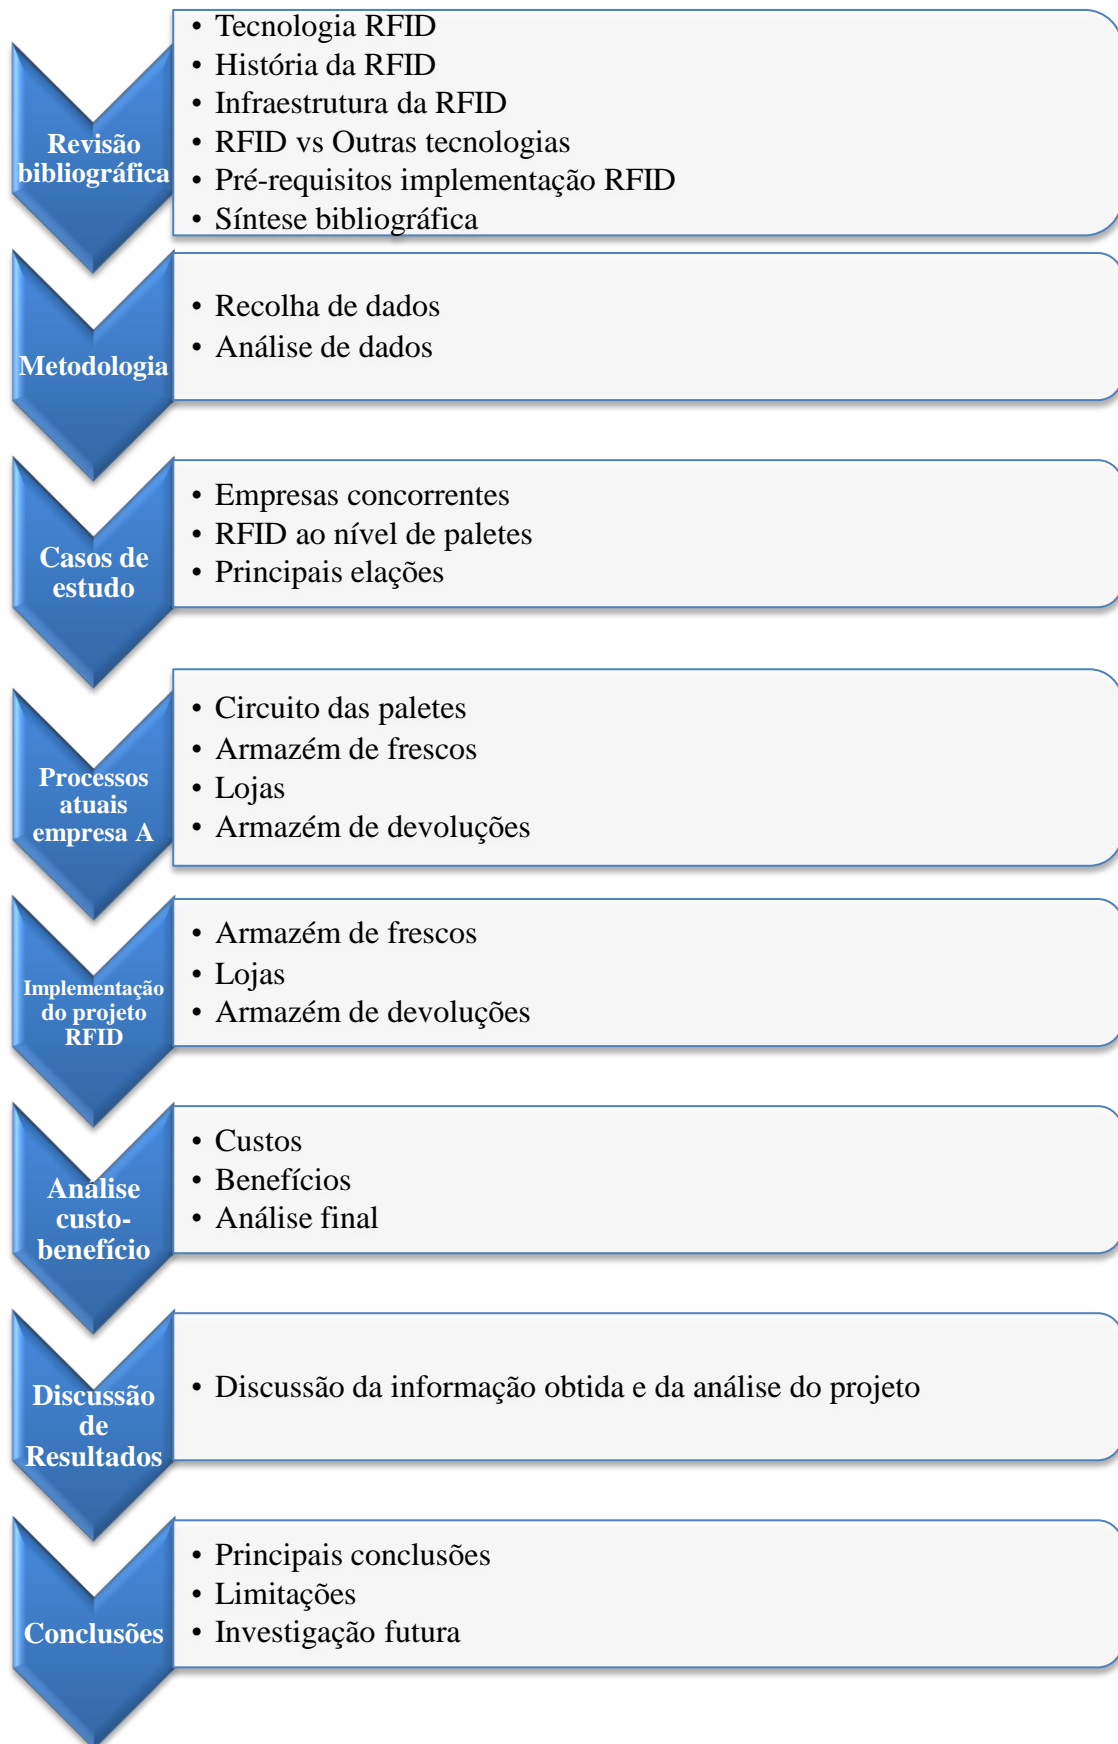 Revisão
bibliográfica
• Tecnologia RFID
• História da RFID
• Infraestrutura da RFID
• RFID vs Outras tecnologias
• Pré-requisitos implementação RFID
• Síntese bibliográfica
Metodologia
• Recolha de dados
• Análise de dados
Casos de
estudo
• Empresas concorrentes
• RFID ao nível de paletes
• Principais elações
Processos
atuais
empresa A
• Circuito das paletes
• Armazém de frescos
• Lojas
• Armazém de devoluções
Implementação
do projeto
RFID
• Armazém de frescos
• Lojas
• Armazém de devoluções
Análise
custo-
benefício
• Custos
• Benefícios
• Análise final
Discussão
de
Resultados
• Discussão da informação obtida e da análise do projeto
Conclusões
• Principais conclusões
• Limitações
• Investigação futura